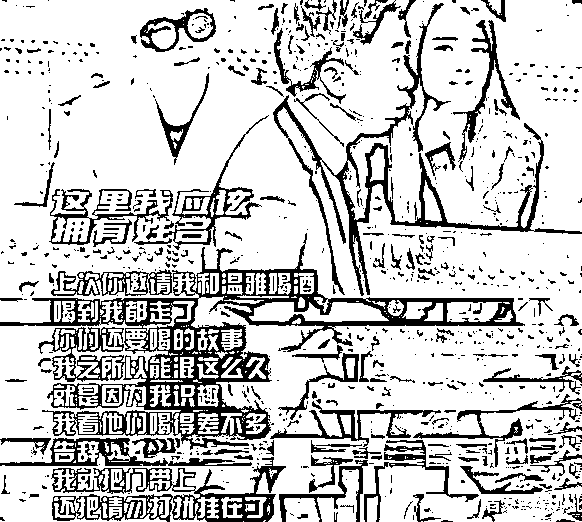 这里我应该
拥有姓名
上次你邀请我和温雅喝酒
喝到我都走了
你们还要喝的故事
我之所以能混这么久
就是因为我识趣
我看他们喝得差不多
告辞
我就把门带上
还把请勿打扰挂在了